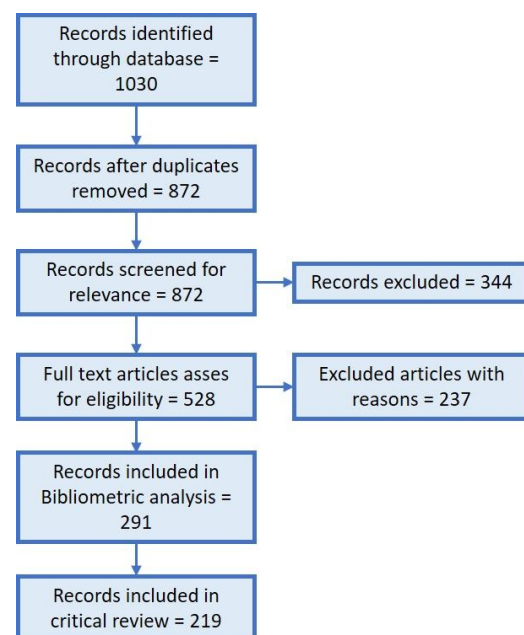 Records identified
through database =
1030
Records after duplicates
removed = 872
Records screened for
relevance = 872
Records excluded = 344
Full text articles asses
for eligibility = 528
Excluded articles with
reasons = 237
Records included in
Bibliometric analysis =
291
Records included in
critical review = 219